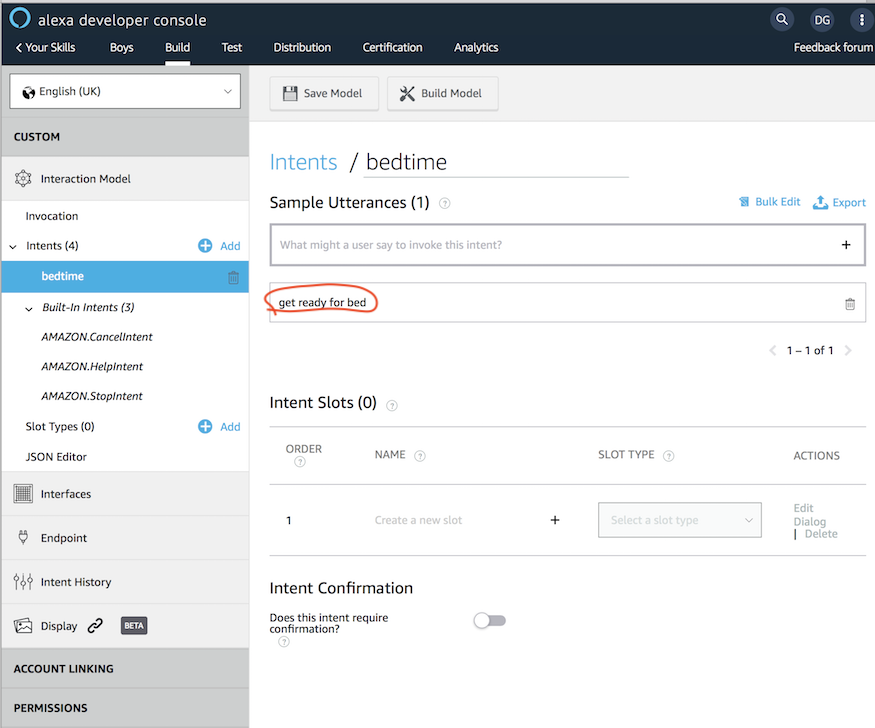 alexa developer console
DG
Your Skills Boys Build Test Distribution Certification Analytics Feedback forum
English (UK)
Save Model Build Model
CUSTOM
Interaction Model
Invocation
Intents (4) Add
bedtime
Built-In Intents (3)
AMAZON.CancelIntent
AMAZON.HelpIntent
AMAZON.StopIntent
Slot Types (0) Add
JSON Editor
Interfaces
Endpoint
Intent History
Display BETA
ACCOUNT LINKING
PERMISSIONS
Intents / bedtime
Sample Utterances (1) ? Bulk Edit Export
What might a user say to invoke this intent? +
get ready for bed
< 1 – 1 of 1 >
Intent Slots (0) ?
ORDER ? NAME ? SLOT TYPE ? ACTIONS
1 Create a new slot + Select a slot type
Edit
Dialog
| Delete
Intent Confirmation
Does this intent require
confirmation?
?